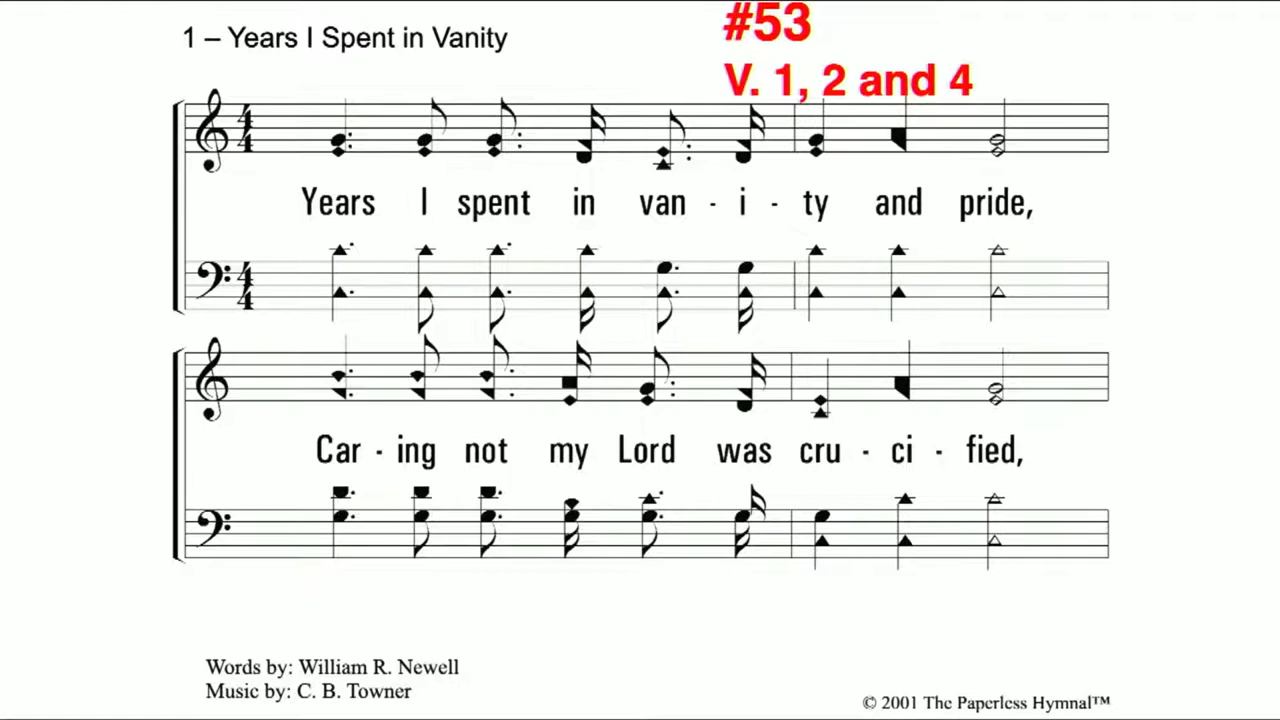 1 – Years I Spent in Vanity
#53
V. 1, 2 and 4
Years I spent in van - i - ty and pride,
Car - ing not my Lord was cru - ci - fied,
Words by: William R. Newell
Music by: C. B. Towner
© 2001 The Paperless Hymnal™